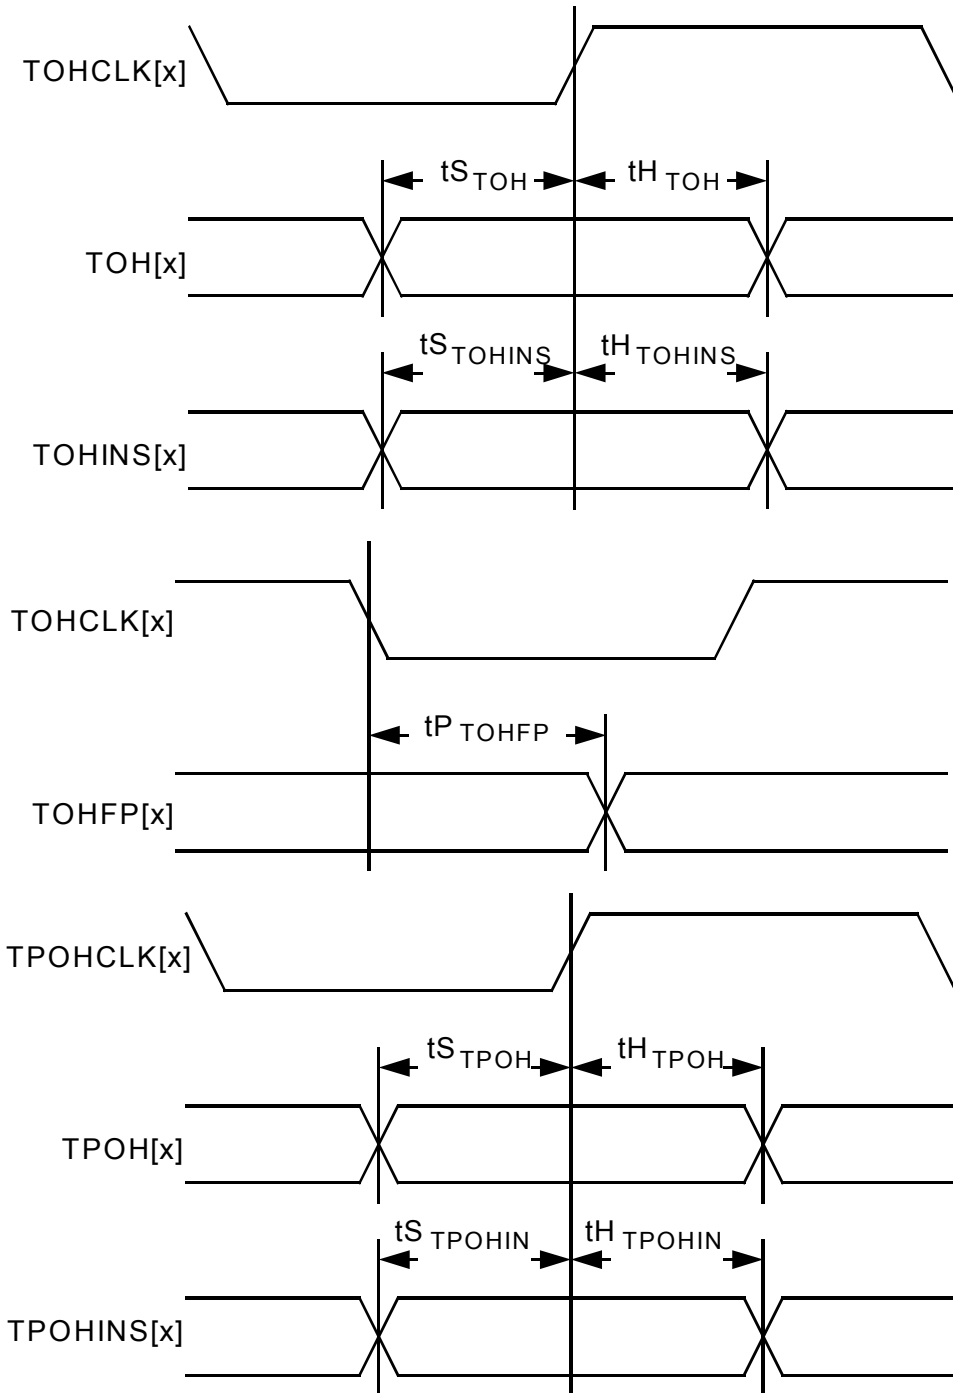 TOHCLK[x]
tS TOH tH TOH
TOH[x]
tS TOHINS tH TOHINS
TOHINS[x]
TOHCLK[x]
tP TOHFP
TOHFP[x]
TPOHCLK[x]
tS TPOH tH TPOH
TPOH[x]
tS TPOHIN tH TPOHIN
TPOHINS[x]